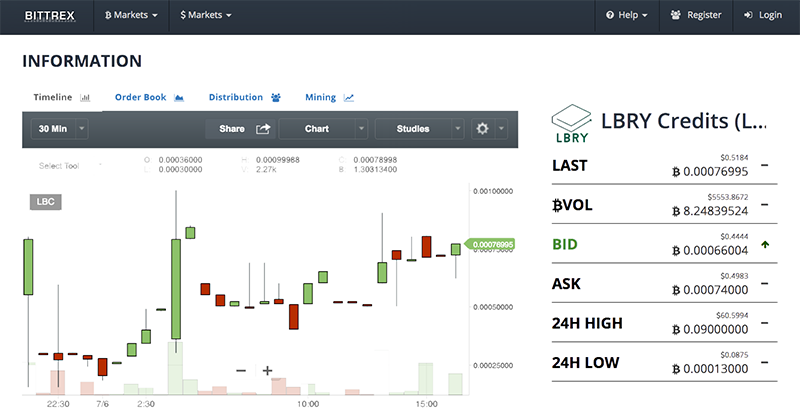 BITTREX
฿ Markets
$ Markets
Help
Register
Login
INFORMATION
Timeline
Order Book
Distribution
Mining
30 Min
Share
Chart
Studies
Select Tool
O 0.00036000
H 0.00099968
C 0.00078998
L 0.00030000
V 2.27k
B 1.30313400
LBC
0.00100000
0.00076995
0.00050000
0.00025000
22:30
7/6
2:30
10:00
15:00
LBRY
LBRY Credits (L...
LAST
$0.5184
฿ 0.00076995
฿VOL
$5553.8672
฿ 8.24839524
BID
$0.4444
฿ 0.00066004
ASK
$0.4983
฿ 0.00074000
24H HIGH
$60.5994
฿ 0.09000000
24H LOW
$0.0875
฿ 0.00013000